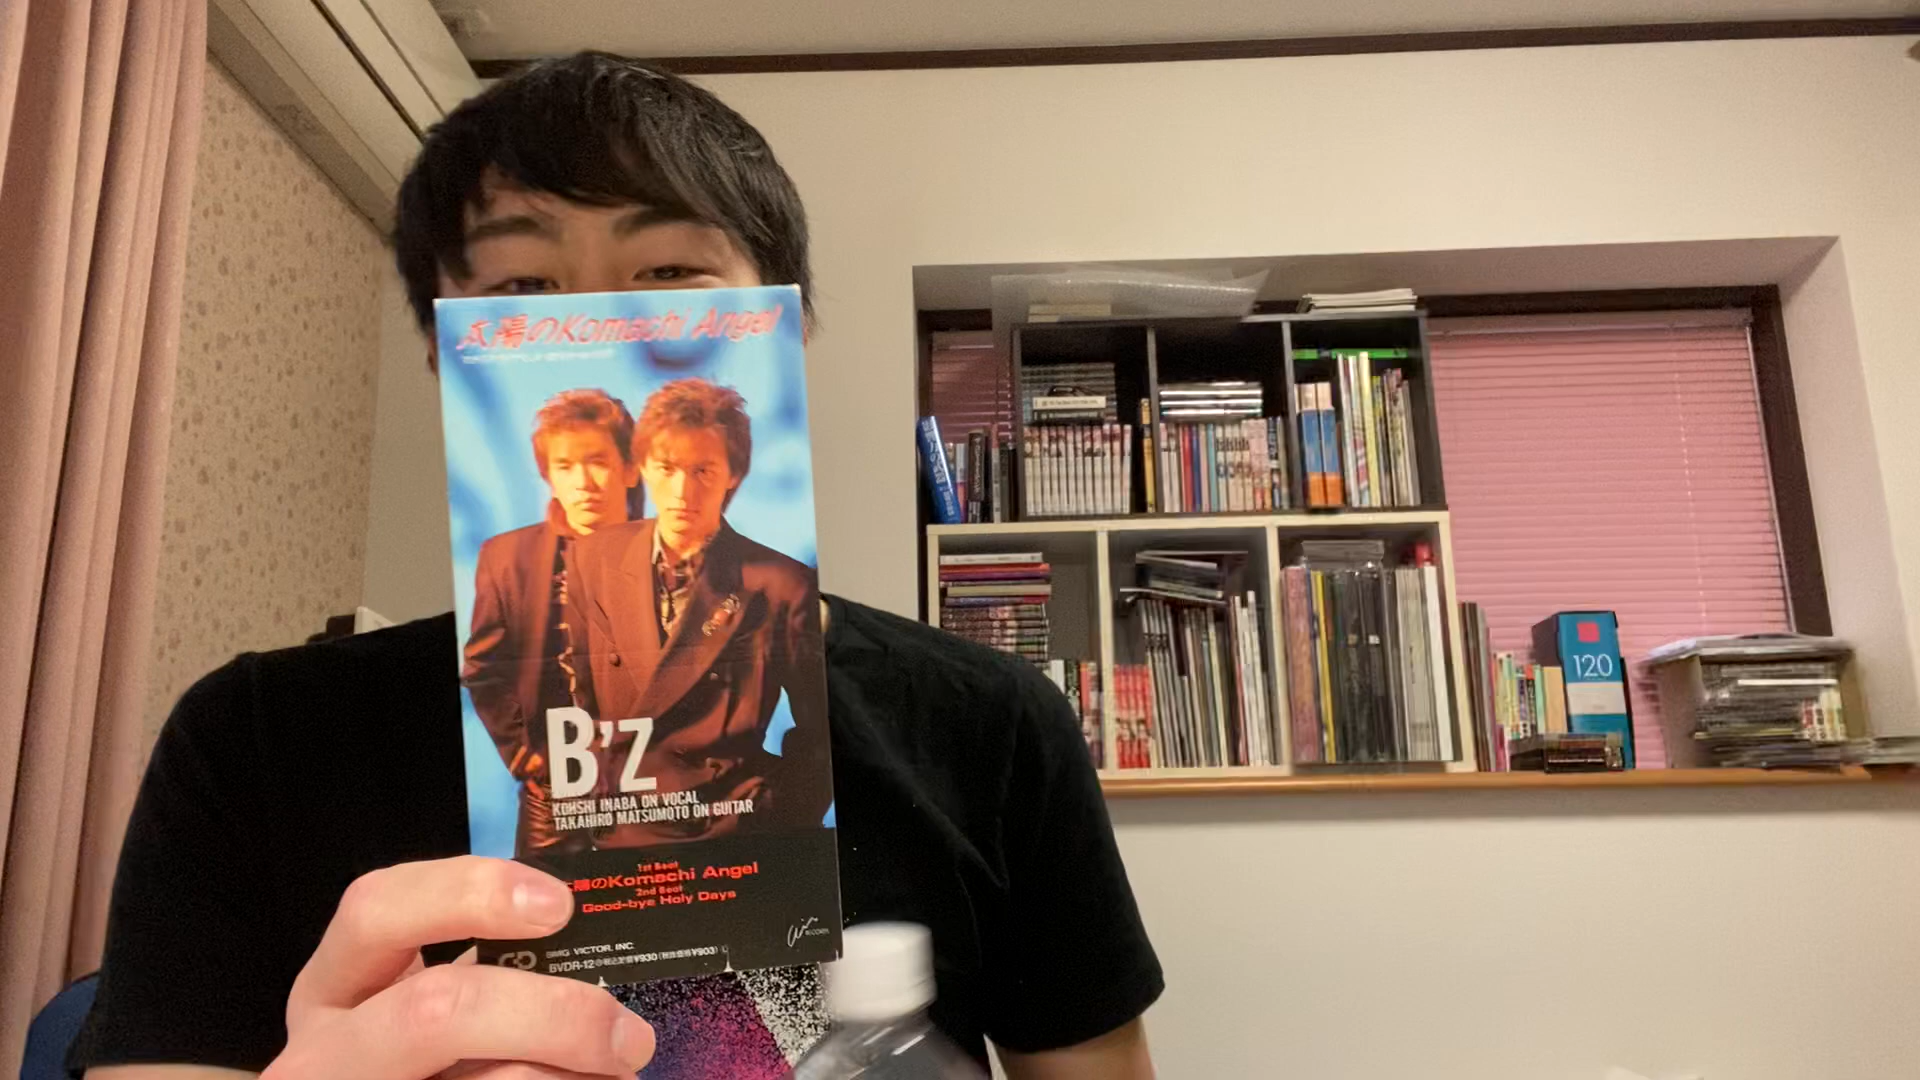 太陽のKomachi Angel
B'z
KOHSHI INABA ON VOCAL
TAKAHIRO MATSUMOTO ON GUITAR
1st Beat
陽のKomachi Angel
2nd Beat
Good-bye Holy Days
BMG VICTOR, INC.
BVDR-12 ¥930 ¥903
120